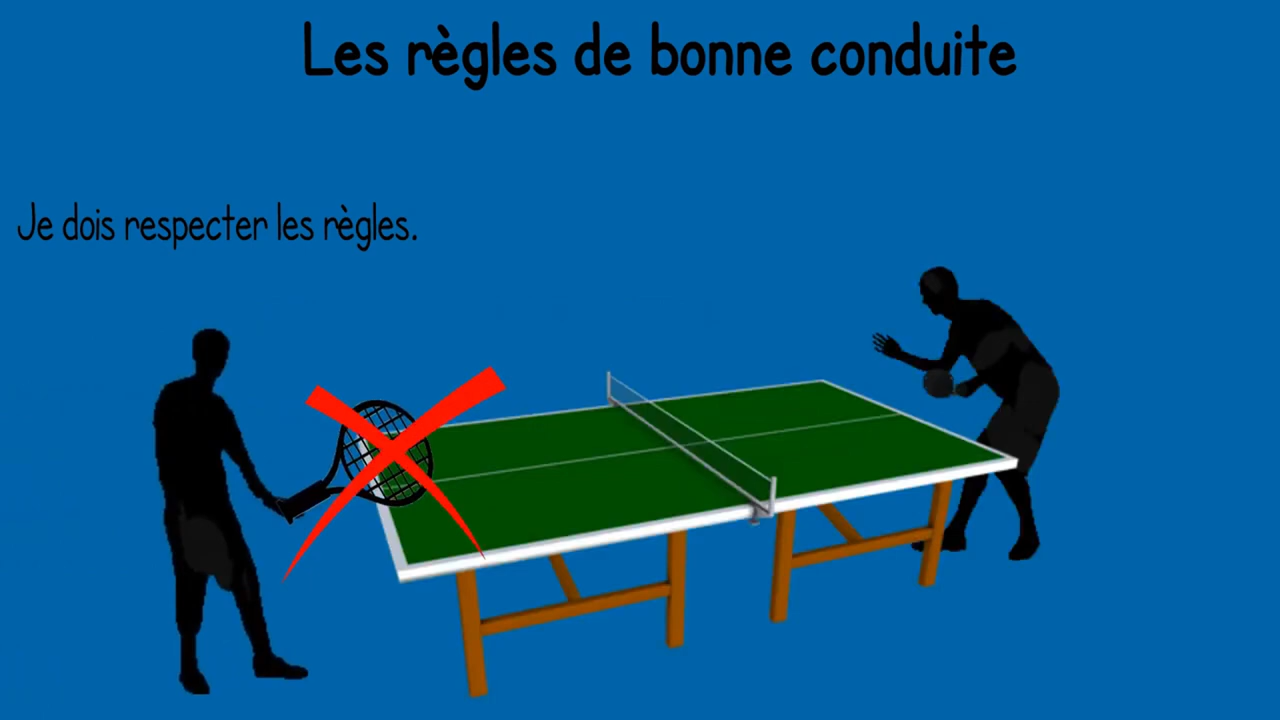 Les règles de bonne conduite
Je dois respecter les règles.